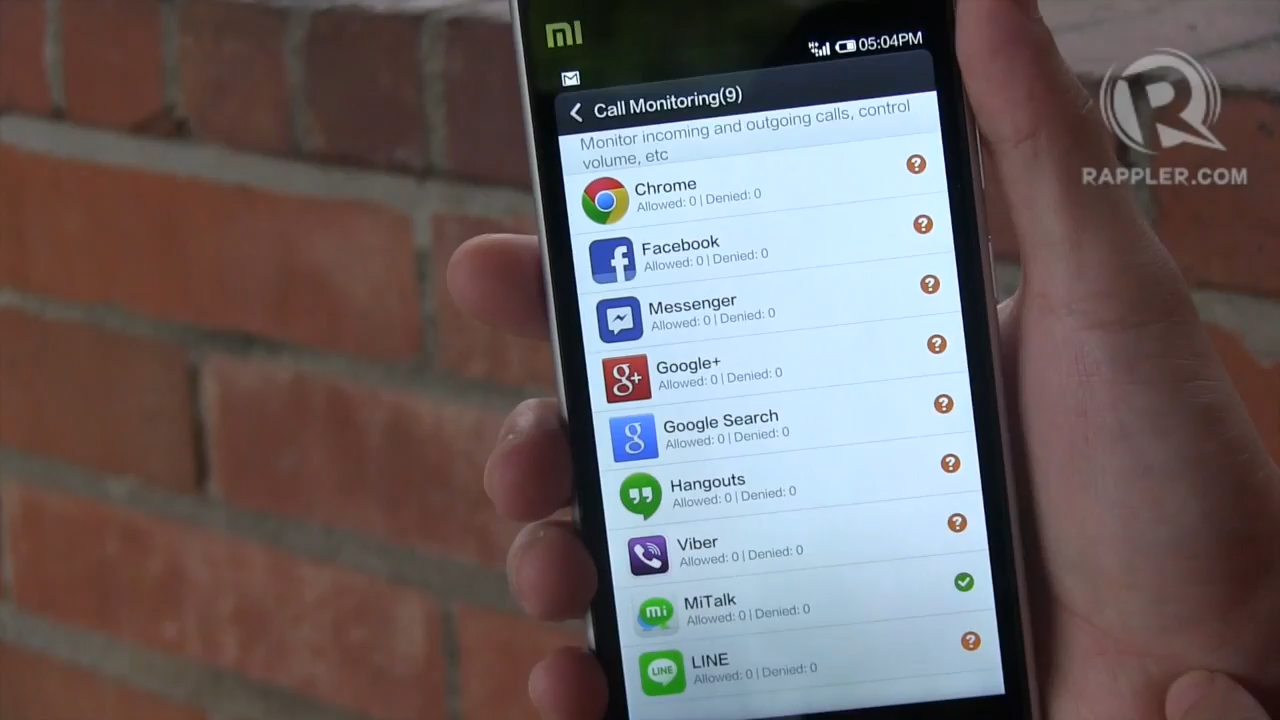 mi
05:04PM
RAPPLER.COM
Call Monitoring(9)
Monitor incoming and outgoing calls, control
volume, etc
Chrome
Allowed: 0 | Denied: 0
Facebook
Allowed: 0 | Denied: 0
Messenger
Allowed: 0 | Denied: 0
Google+
Allowed: 0 | Denied: 0
Google Search
Allowed: 0 | Denied: 0
Hangouts
Allowed: 0 | Denied: 0
Viber
Allowed: 0 | Denied: 0
MiTalk
Allowed: 0 | Denied: 0
LINE
Allowed: 0 | Denied: 0